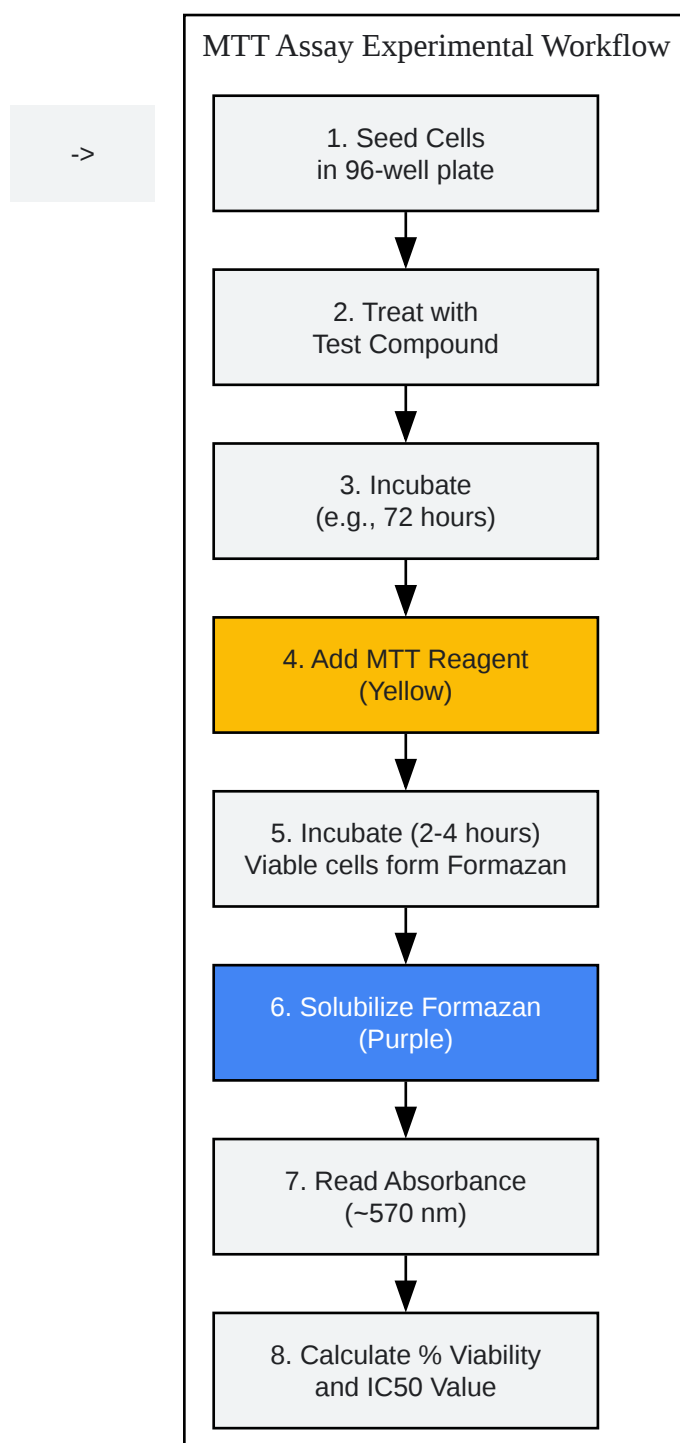 MTT Assay Experimental Workflow
->
1. Seed Cells
in 96-well plate
2. Treat with
Test Compound
3. Incubate
(e.g., 72 hours)
4. Add MTT Reagent
(Yellow)
5. Incubate (2-4 hours)
Viable cells form Formazan
6. Solubilize Formazan
(Purple)
7. Read Absorbance
(~570 nm)
8. Calculate % Viability
and IC50 Value